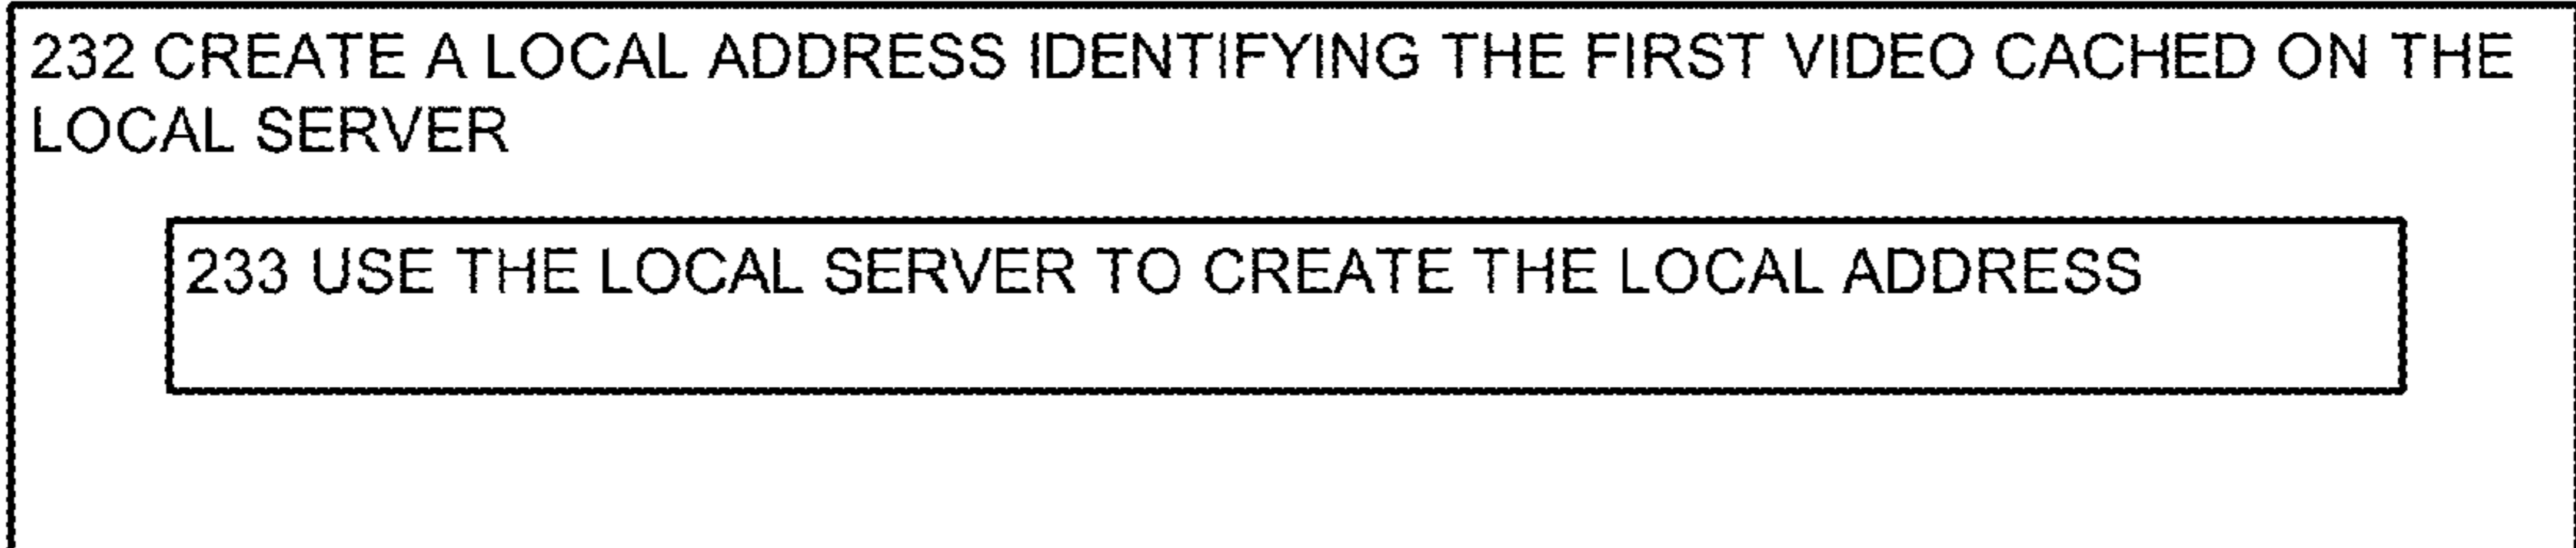 232 CREATE A LOCAL ADDRESS IDENTIFYING THE FIRST VIDEO CACHED ON THE
LOCAL SERVER
233 USE THE LOCAL SERVER TO CREATE THE LOCAL ADDRESS